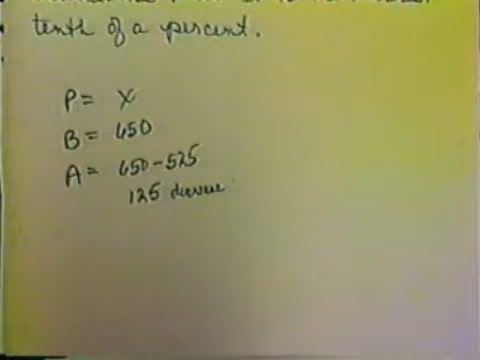 tenth of a percent.
P = X
B = 650
A = 650 - 525
125 decrease